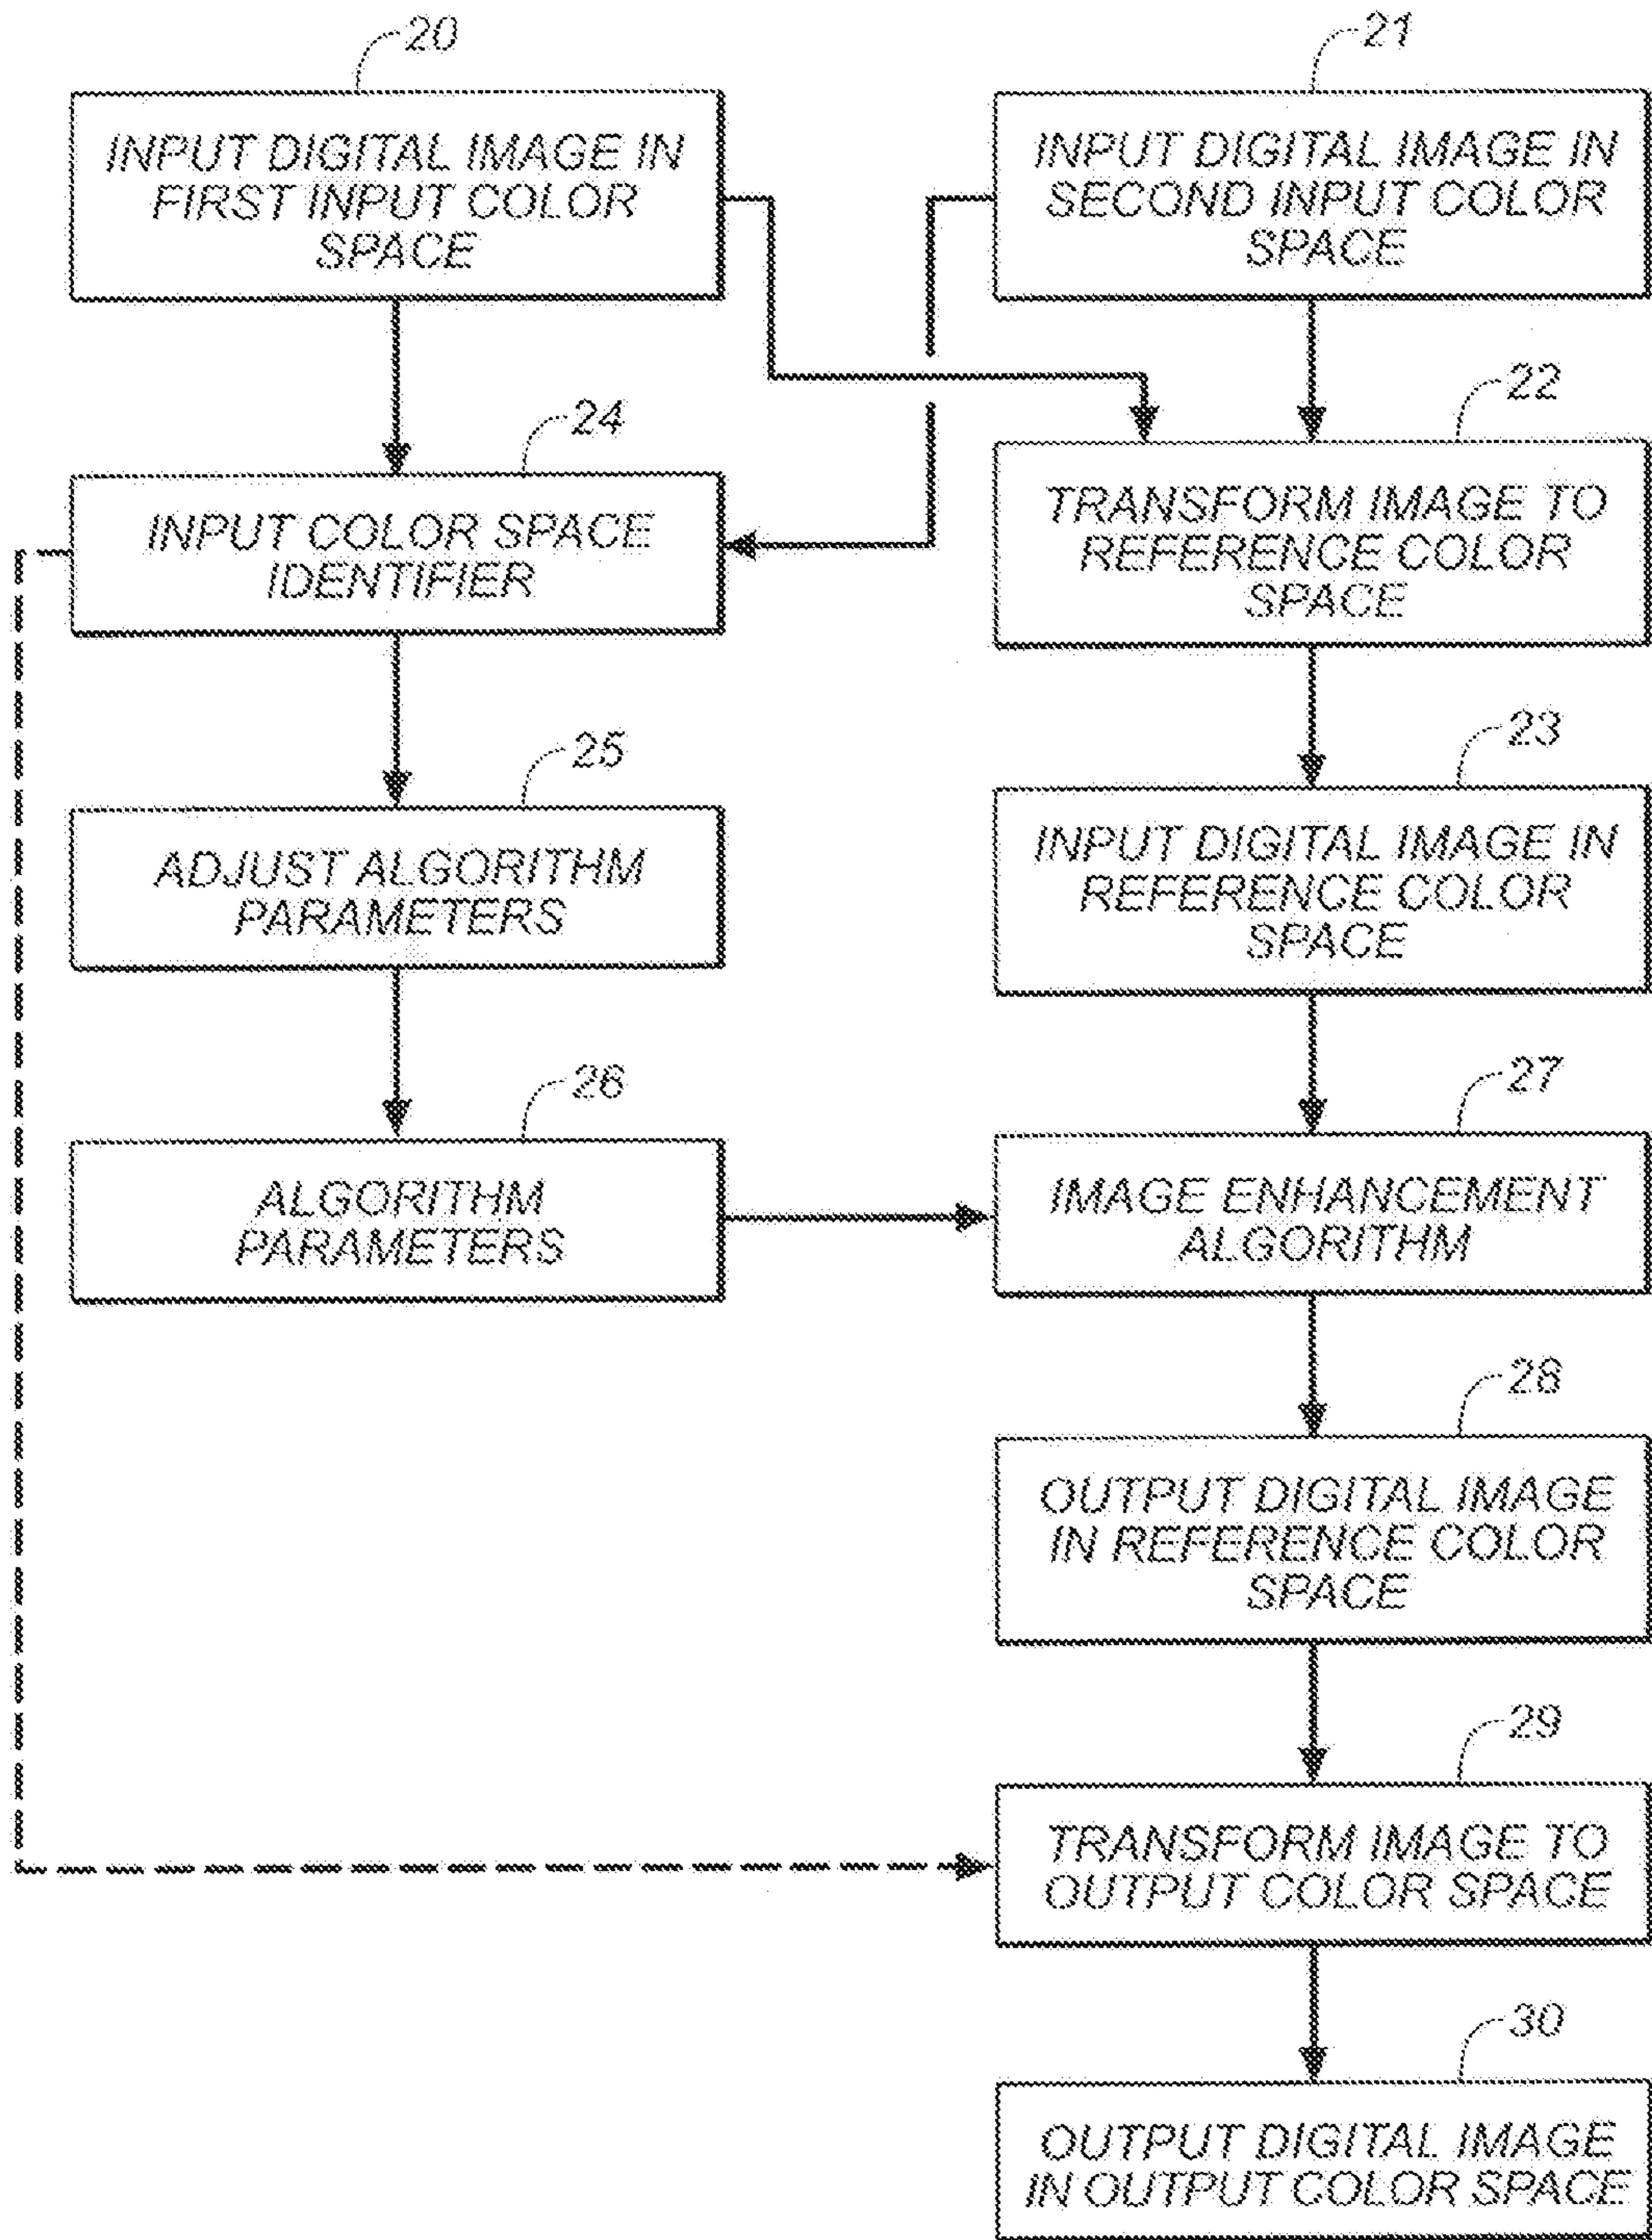 20
INPUT DIGITAL IMAGE IN
FIRST INPUT COLOR
SPACE
21
INPUT DIGITAL IMAGE IN
SECOND INPUT COLOR
SPACE
24
INPUT COLOR SPACE
IDENTIFIER
22
TRANSFORM IMAGE TO
REFERENCE COLOR
SPACE
25
ADJUST ALGORITHM
PARAMETERS
23
INPUT DIGITAL IMAGE IN
REFERENCE COLOR
SPACE
26
ALGORITHM
PARAMETERS
27
IMAGE ENHANCEMENT
ALGORITHM
28
OUTPUT DIGITAL IMAGE
IN REFERENCE COLOR
SPACE
29
TRANSFORM IMAGE TO
OUTPUT COLOR SPACE
30
OUTPUT DIGITAL IMAGE
IN OUTPUT COLOR SPACE